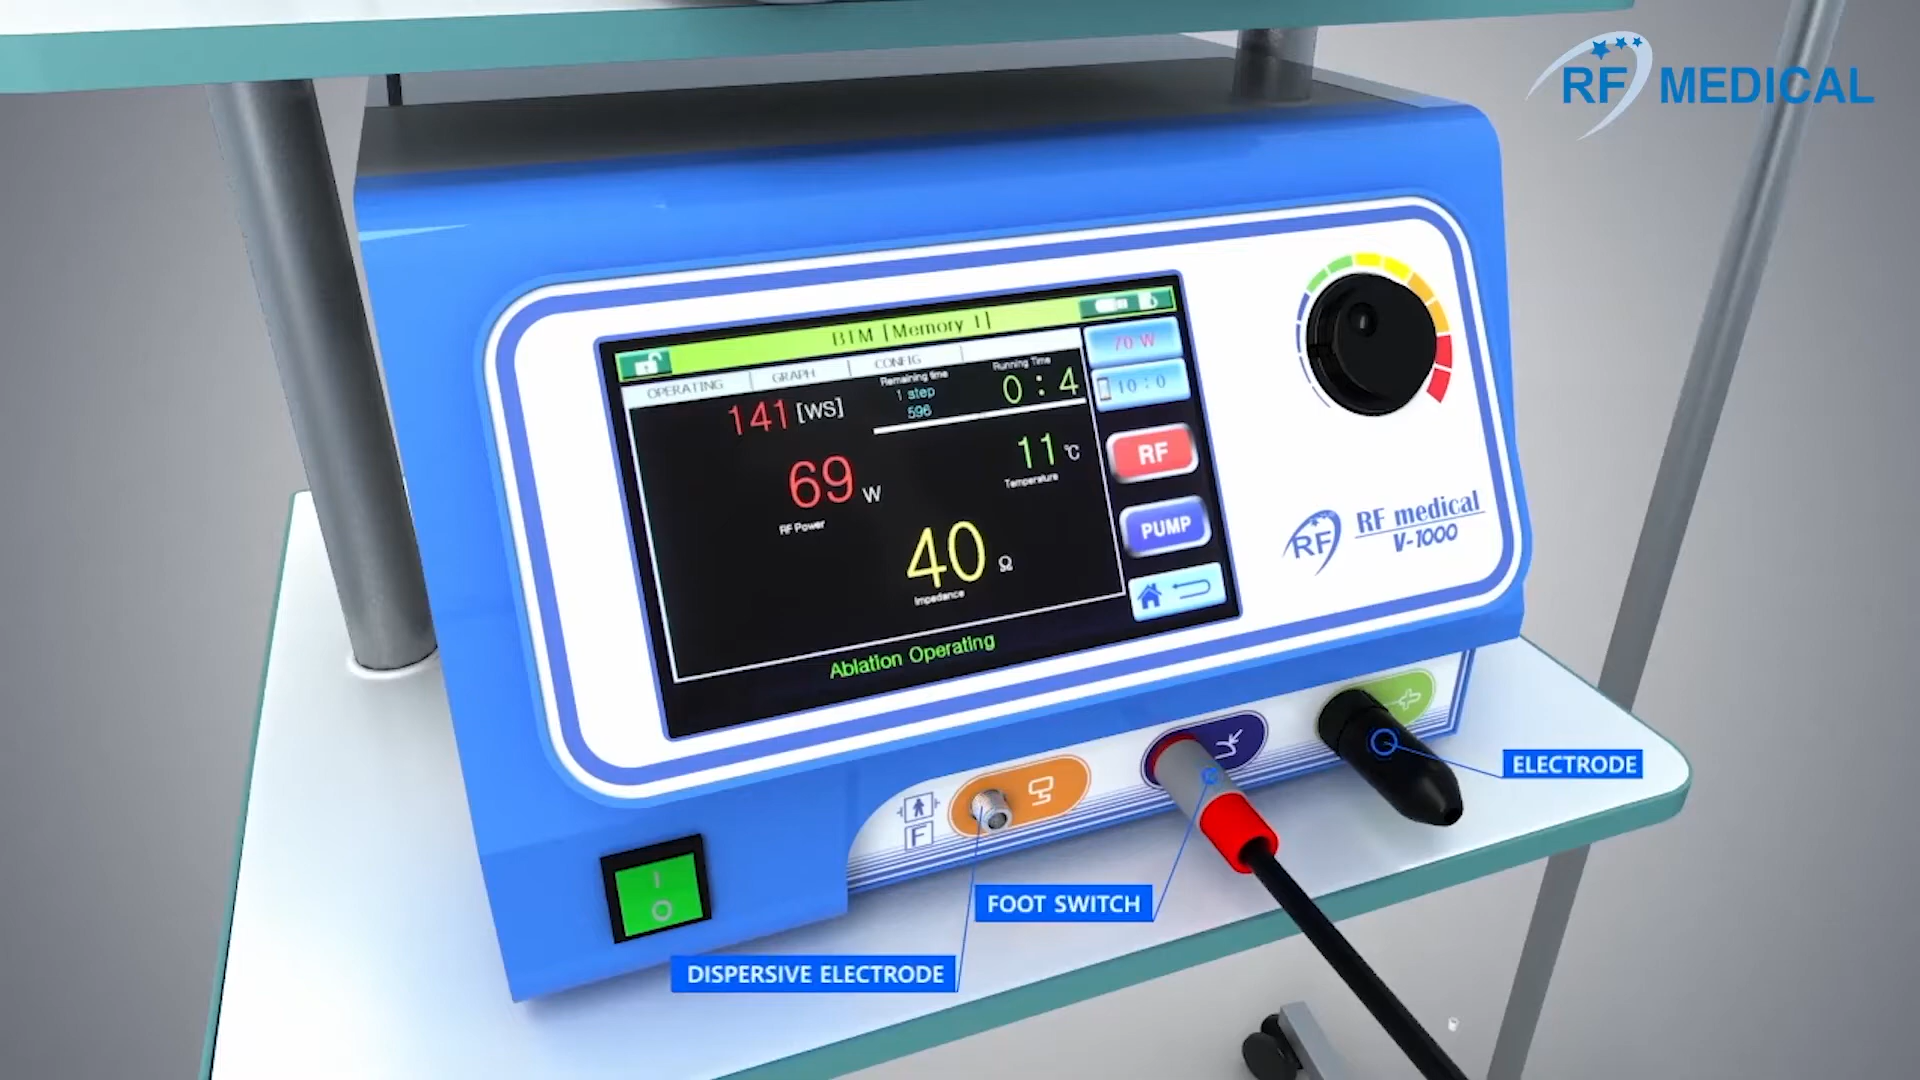 RF MEDICAL
BTM [Memory 1]
OPERATING GRAPH CONFIG
141 [WS]
Remaining time
1 step
596
Running Time
0 : 4
70 W
10 : 0
69 W
RF Power
11 ℃
Temperature
40 Ω
Impedance
RF
PUMP
Ablation Operating
RF
RF medical
V-1000
F
I
O
ELECTRODE
FOOT SWITCH
DISPERSIVE ELECTRODE